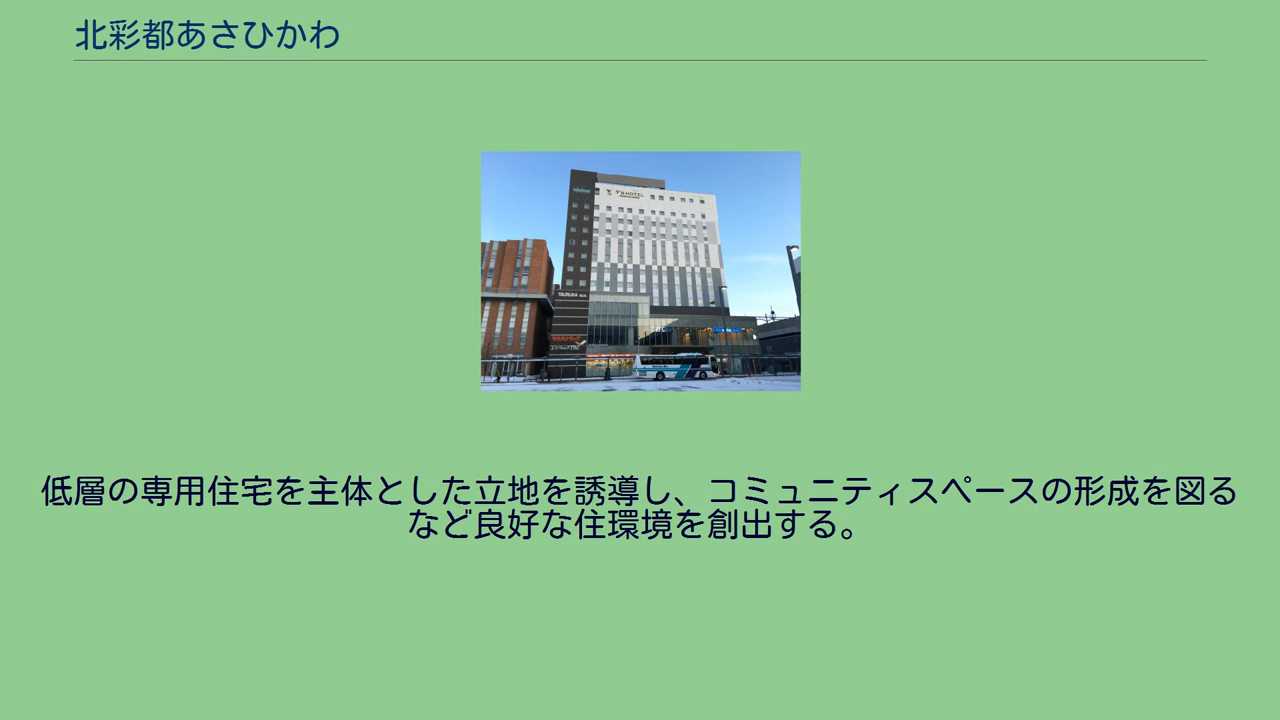 北彩都あさひかわ
Y's HOTEL
TSURUHA
低層の専用住宅を主体とした立地を誘導し、コミュニティスペースの形成を図る
など良好な住環境を創出する。